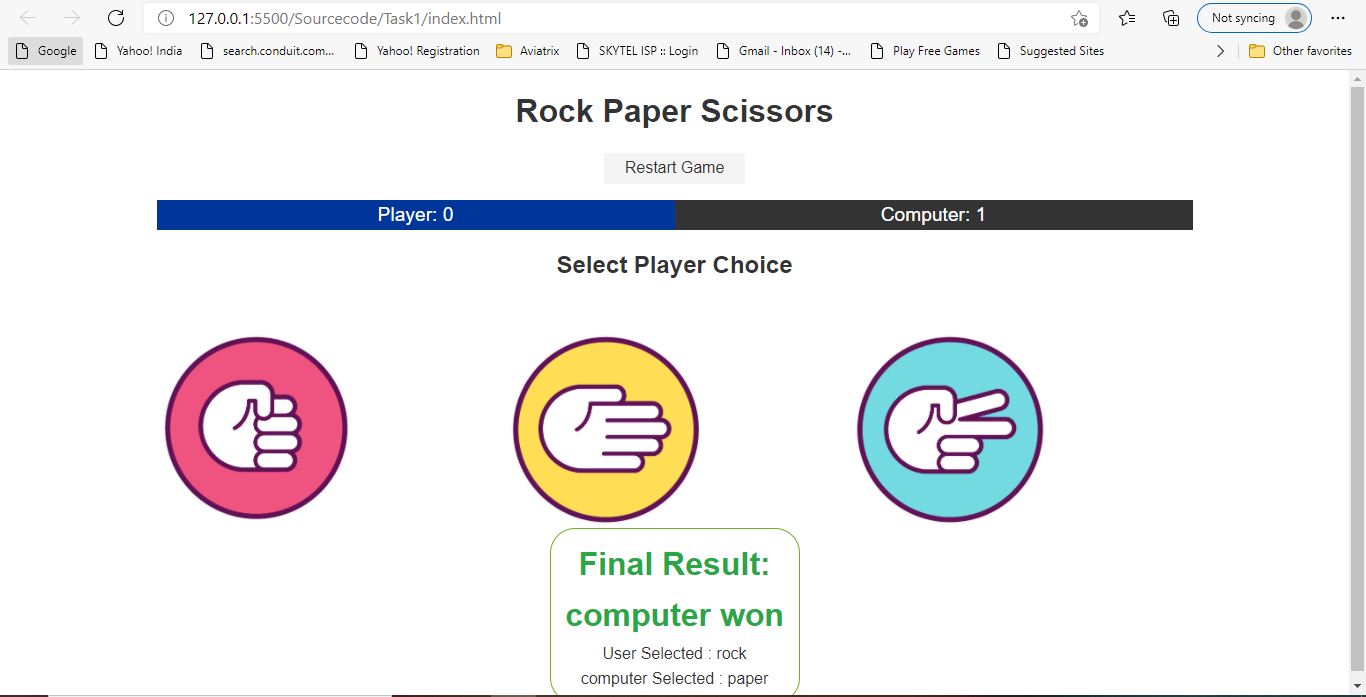 127.0.0.1:5500/Sourcecode/Task1/index.html Not syncing
Google Yahoo! India search.conduit.com... Yahoo! Registration Aviatrix SKYTEL ISP :: Login Gmail - Inbox (14) -... Play Free Games Suggested Sites Other favorites
Rock Paper Scissors
Restart Game
Player: 0 Computer: 1
Select Player Choice
Final Result:
computer won
User Selected : rock
computer Selected : paper